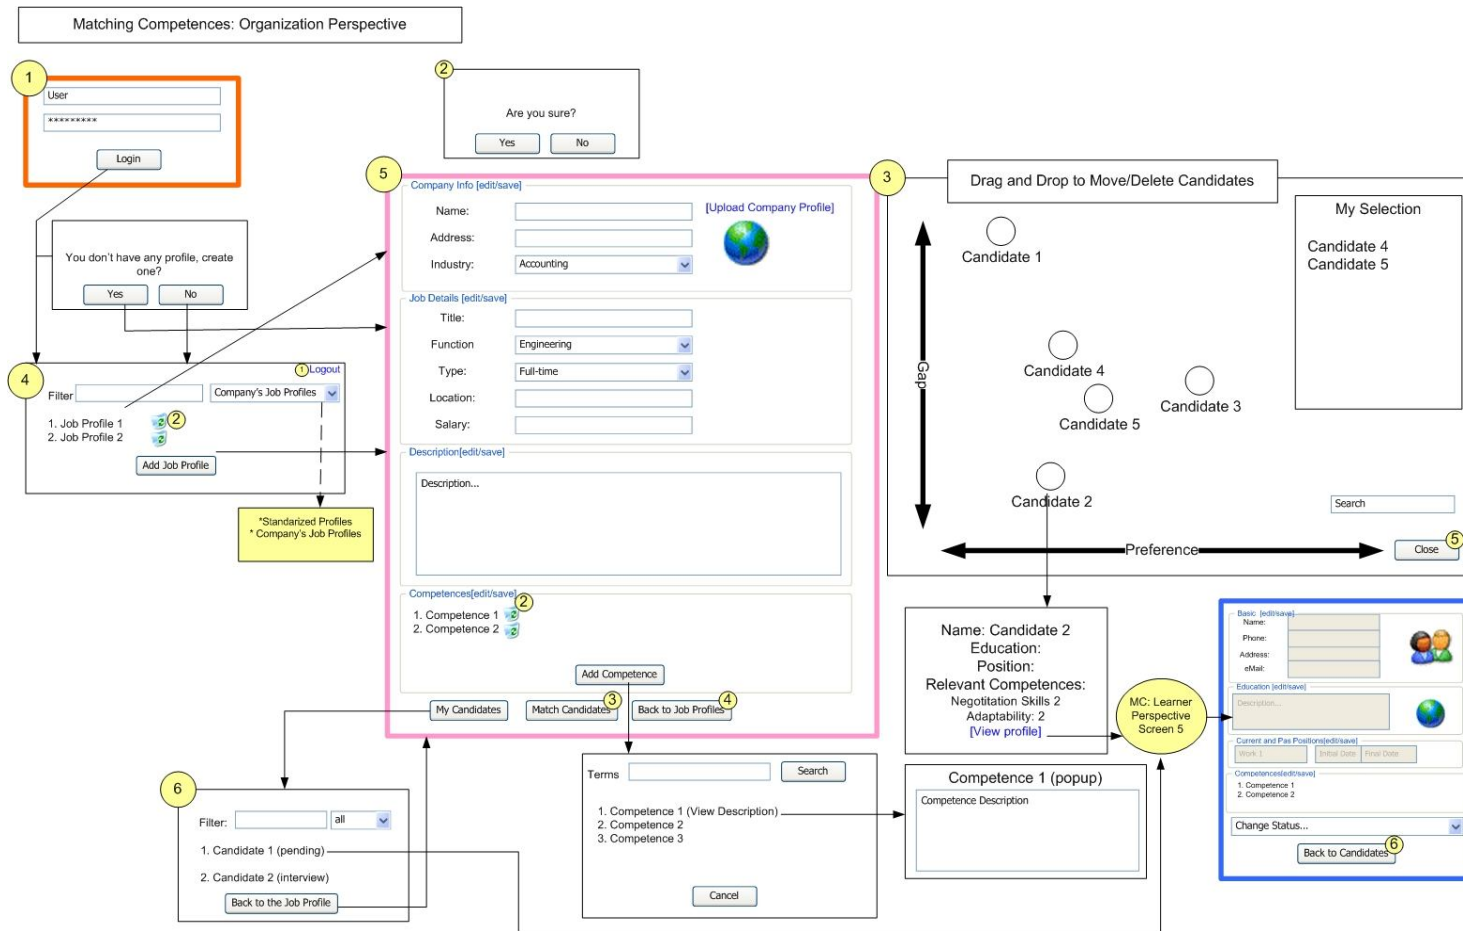 Matching Competences: Organization Perspective
1
User
*********
Login
2
Are you sure?
Yes No
You don't have any profile, create
one?
Yes No
4
1 Logout
Filter Company's Job Profiles
1. Job Profile 1 2
2. Job Profile 2
Add Job Profile
*Standarized Profiles
* Company's Job Profiles
5
Company Info [edit/save]
Name: [Upload Company Profile]
Address:
Industry: Accounting
Job Details [edit/save]
Title:
Function Engineering
Type: Full-time
Location:
Salary:
Description[edit/save]
Description...
Competences[edit/save]
1. Competence 1 2
2. Competence 2
Add Competence
My Candidates Match Candidates 3 Back to Job Profiles 4
3
Drag and Drop to Move/Delete Candidates
My Selection
Candidate 4
Candidate 5
Candidate 1
Candidate 4
Candidate 3
Candidate 5
Candidate 2
Gap
Preference
Search
Close 5
Name: Candidate 2
Education:
Position:
Relevant Competences:
Negotitation Skills 2
Adaptability: 2
[View profile]
MC: Learner
Perspective
Screen 5
Basic [edit/save]
Name:
Phone:
Address:
eMail:
Education [edit/save]
Description...
Current and Pas Positions[edit/save]
Work 1 Initial Date Final Date
Competences[edit/save]
1. Competence 1
2. Competence 2
Change Status...
Back to Candidates 6
6
Filter: all
1. Candidate 1 (pending)
2. Candidate 2 (interview)
Back to the Job Profile
Terms Search
1. Competence 1 (View Description)
2. Competence 2
3. Competence 3
Cancel
Competence 1 (popup)
Competence Description